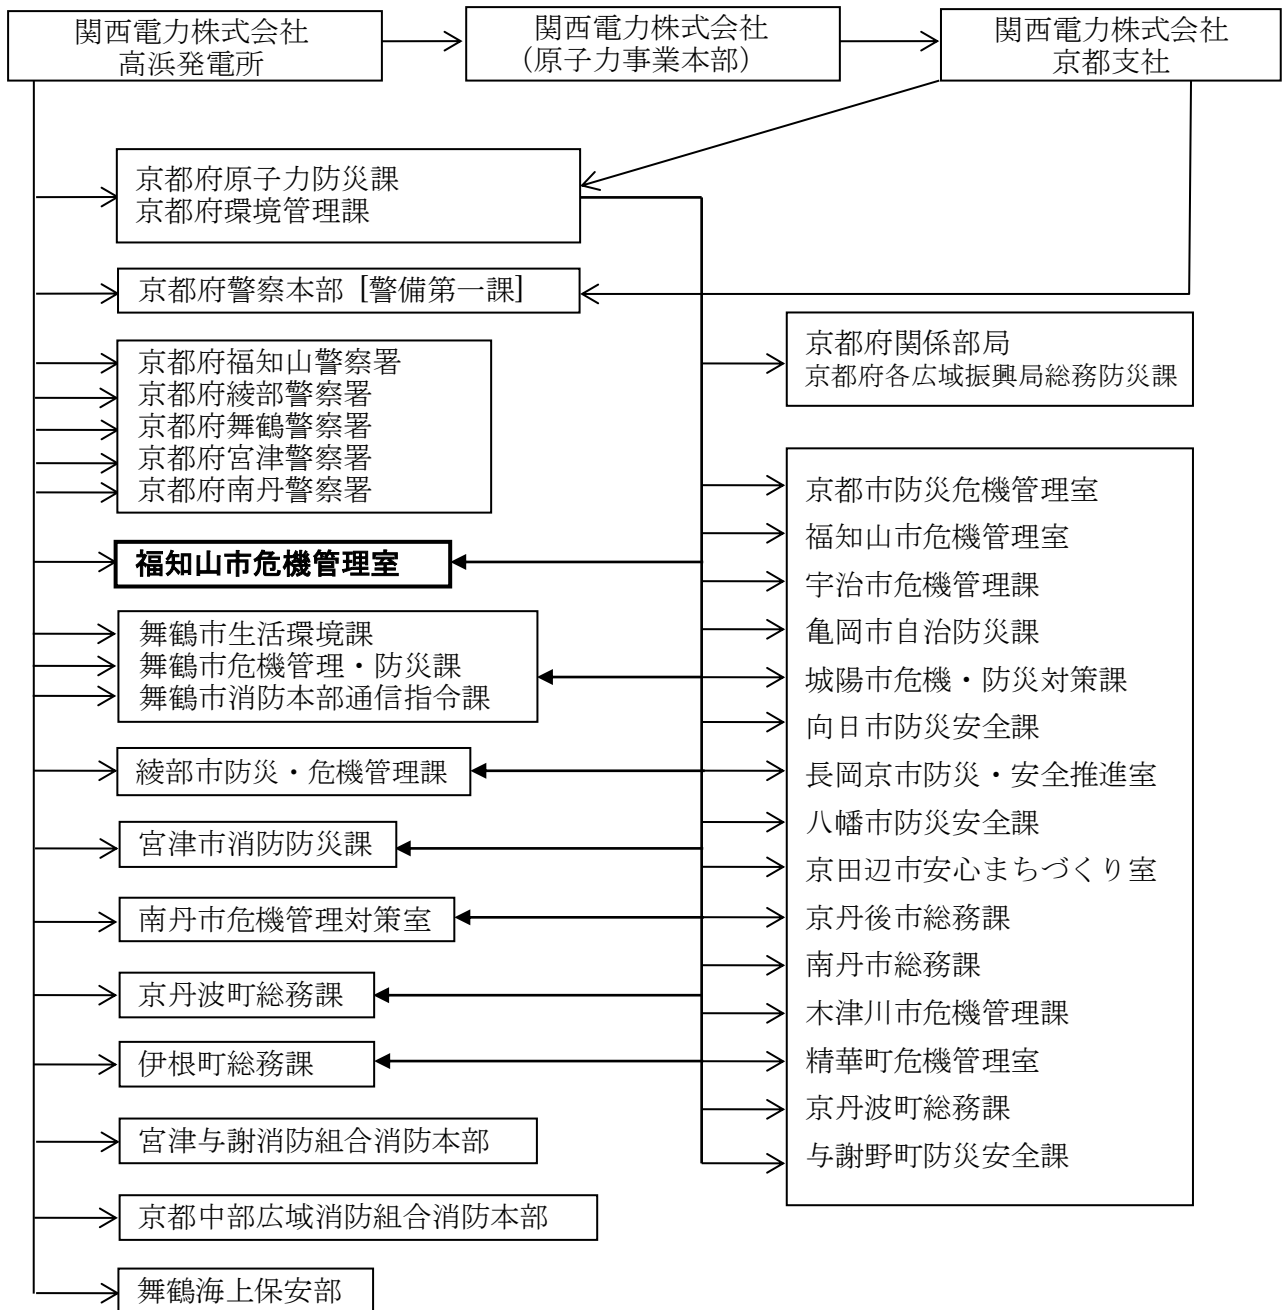 関西電力株式会社
高浜発電所
関西電力株式会社
(原子力事業本部)
関西電力株式会社
京都支社
京都府原子力防災課
京都府環境管理課
京都府警察本部［警備第一課］
京都府福知山警察署
京都府綾部警察署
京都府舞鶴警察署
京都府宮津警察署
京都府南丹警察署
福知山市危機管理室
舞鶴市生活環境課
舞鶴市危機管理・防災課
舞鶴市消防本部通信指令課
綾部市防災・危機管理課
宮津市消防防災課
南丹市危機管理対策室
京丹波町総務課
伊根町総務課
宮津与謝消防組合消防本部
京都中部広域消防組合消防本部
舞鶴海上保安部
京都府関係部局
京都府各広域振興局総務防災課
京都市防災危機管理室
福知山市危機管理室
宇治市危機管理課
亀岡市自治防災課
城陽市危機・防災対策課
向日市防災安全課
長岡京市防災・安全推進室
八幡市防災安全課
京田辺市安心まちづくり室
京丹後市総務課
南丹市総務課
木津川市危機管理課
精華町危機管理室
京丹波町総務課
与謝野町防災安全課